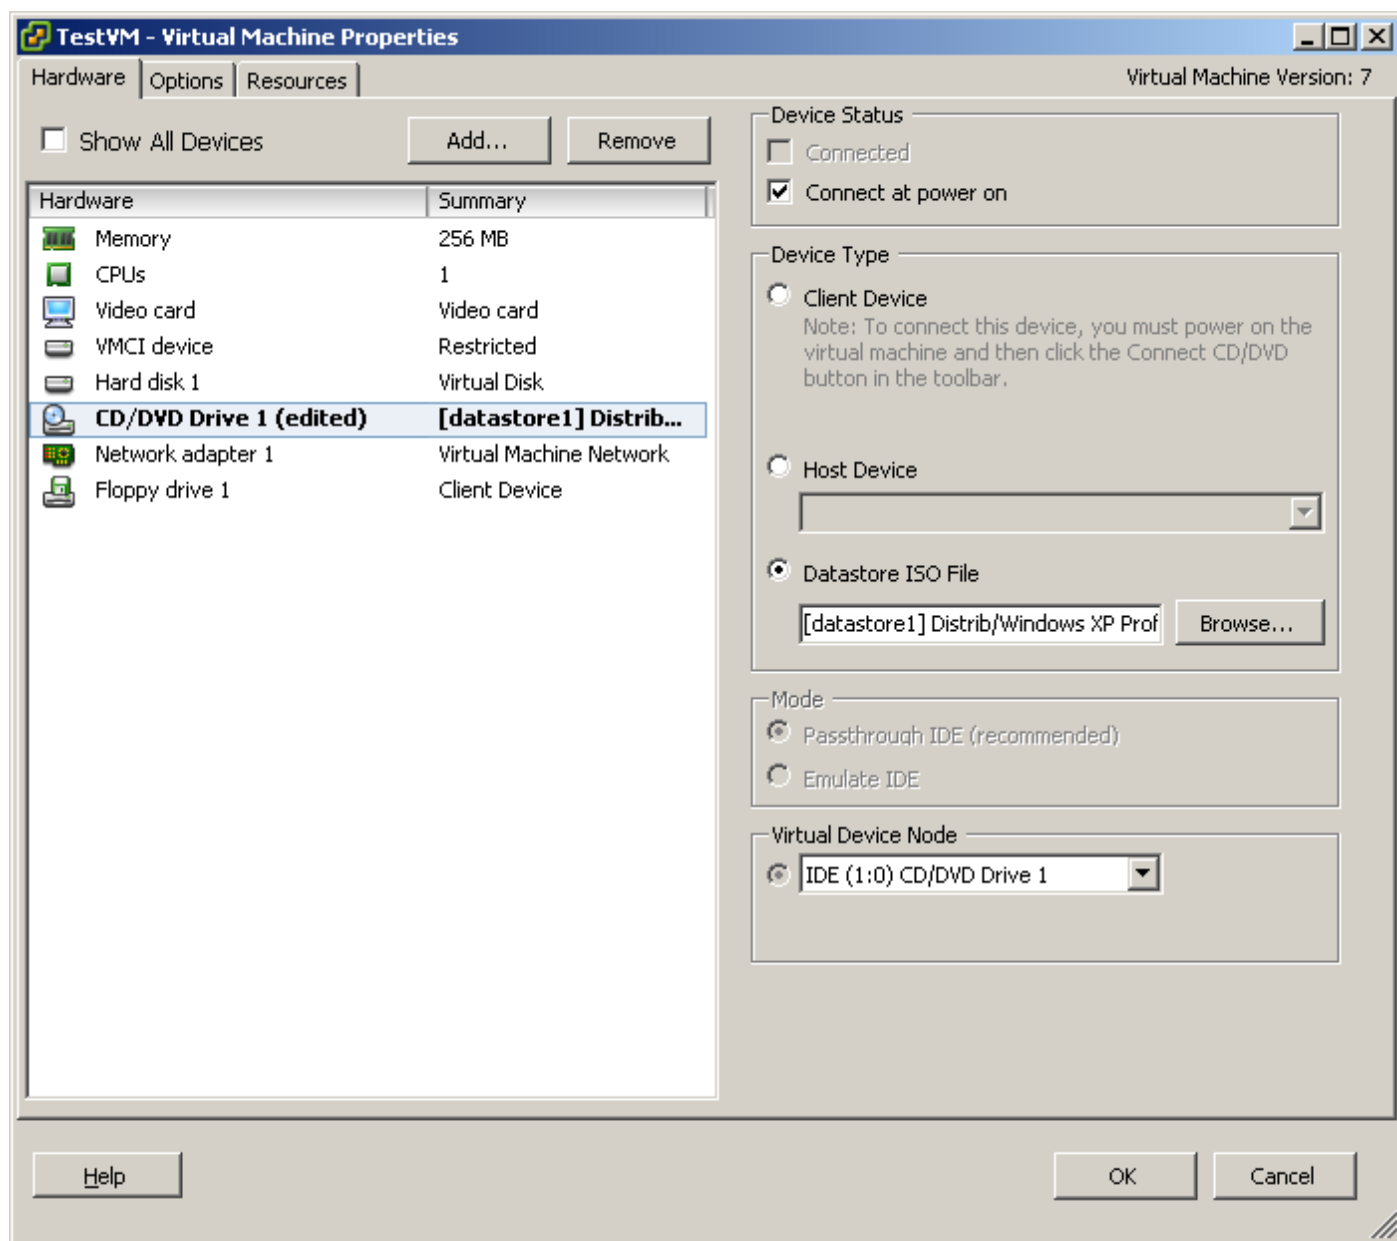 TestVM - Virtual Machine Properties
Hardware Options Resources Virtual Machine Version: 7
Show All Devices Add... Remove
Hardware Summary
Memory 256 MB
CPUs 1
Video card Video card
VMCI device Restricted
Hard disk 1 Virtual Disk
CD/DVD Drive 1 (edited) [datastore1] Distrib...
Network adapter 1 Virtual Machine Network
Floppy drive 1 Client Device
Device Status
Connected
Connect at power on
Device Type
Client Device
Note: To connect this device, you must power on the
virtual machine and then click the Connect CD/DVD
button in the toolbar.
Host Device
Datastore ISO File
[datastore1] Distrib/Windows XP Prof Browse...
Mode
Passthrough IDE (recommended)
Emulate IDE
Virtual Device Node
IDE (1:0) CD/DVD Drive 1
Help OK Cancel